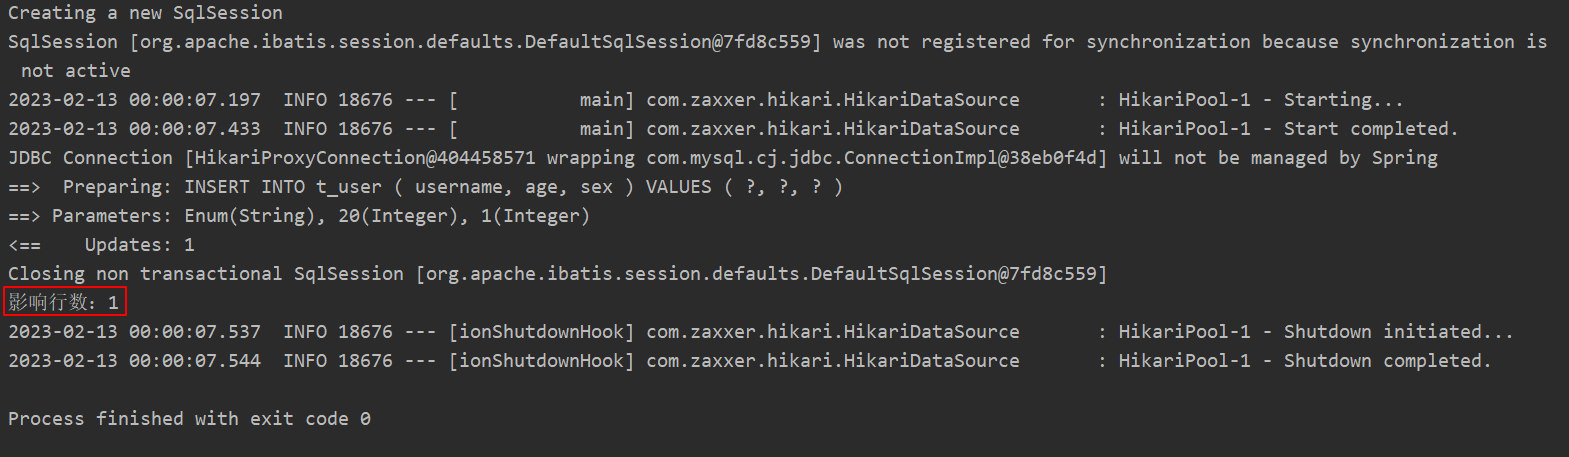 Creating a new SqlSession
SqlSession [org.apache.ibatis.session.defaults.DefaultSqlSession@7fd8c559] was not registered for synchronization because synchronization is
 not active
2023-02-13 00:00:07.197  INFO 18676 --- [           main] com.zaxxer.hikari.HikariDataSource       : HikariPool-1 - Starting...
2023-02-13 00:00:07.433  INFO 18676 --- [           main] com.zaxxer.hikari.HikariDataSource       : HikariPool-1 - Start completed.
JDBC Connection [HikariProxyConnection@404458571 wrapping com.mysql.cj.jdbc.ConnectionImpl@38eb0f4d] will not be managed by Spring
==>  Preparing: INSERT INTO t_user ( username, age, sex ) VALUES ( ?, ?, ? )
==> Parameters: Enum(String), 20(Integer), 1(Integer)
<==    Updates: 1
Closing non transactional SqlSession [org.apache.ibatis.session.defaults.DefaultSqlSession@7fd8c559]
影响行数：1
2023-02-13 00:00:07.537  INFO 18676 --- [ionShutdownHook] com.zaxxer.hikari.HikariDataSource       : HikariPool-1 - Shutdown initiated...
2023-02-13 00:00:07.544  INFO 18676 --- [ionShutdownHook] com.zaxxer.hikari.HikariDataSource       : HikariPool-1 - Shutdown completed.
Process finished with exit code 0